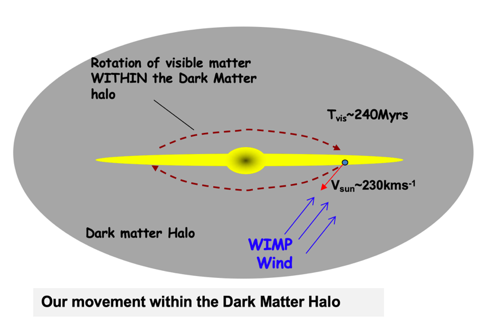 Rotation of visible matter
WITHIN the Dark Matter
halo
Tvis~240Myrs
Vsun~230kms-1
Dark matter Halo
WIMP
Wind
Our movement within the Dark Matter Halo